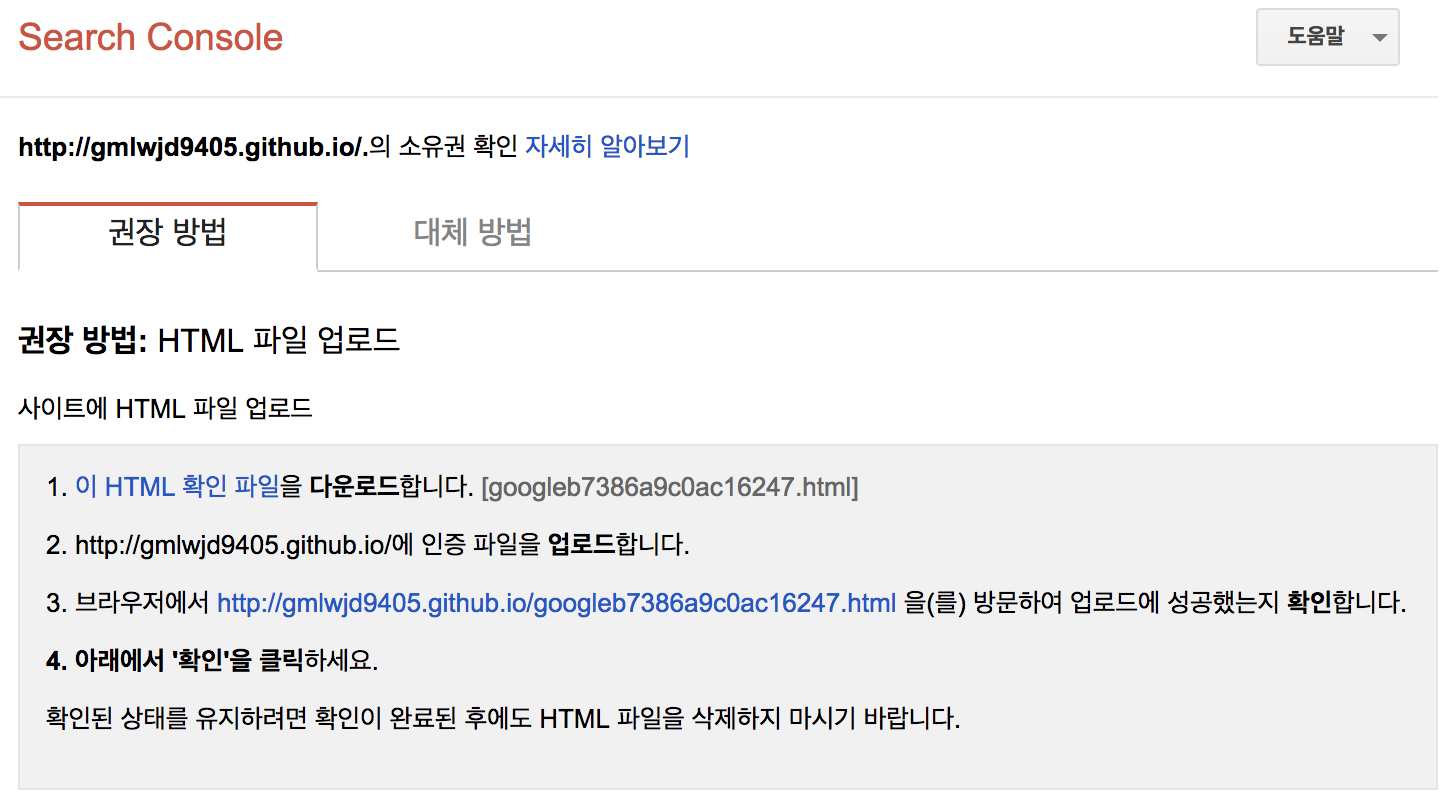 Search Console
도움말
http://gmlwjd9405.github.io/.의 소유권 확인 자세히 알아보기
권장 방법
대체 방법
권장 방법: HTML 파일 업로드
사이트에 HTML 파일 업로드
1. 이 HTML 확인 파일을 다운로드합니다. [googleb7386a9c0ac16247.html]
2. http://gmlwjd9405.github.io/에 인증 파일을 업로드합니다.
3. 브라우저에서 http://gmlwjd9405.github.io/googleb7386a9c0ac16247.html 을(를) 방문하여 업로드에 성공했는지 확인합니다.
4. 아래에서 '확인'을 클릭하세요.
확인된 상태를 유지하려면 확인이 완료된 후에도 HTML 파일을 삭제하지 마시기 바랍니다.